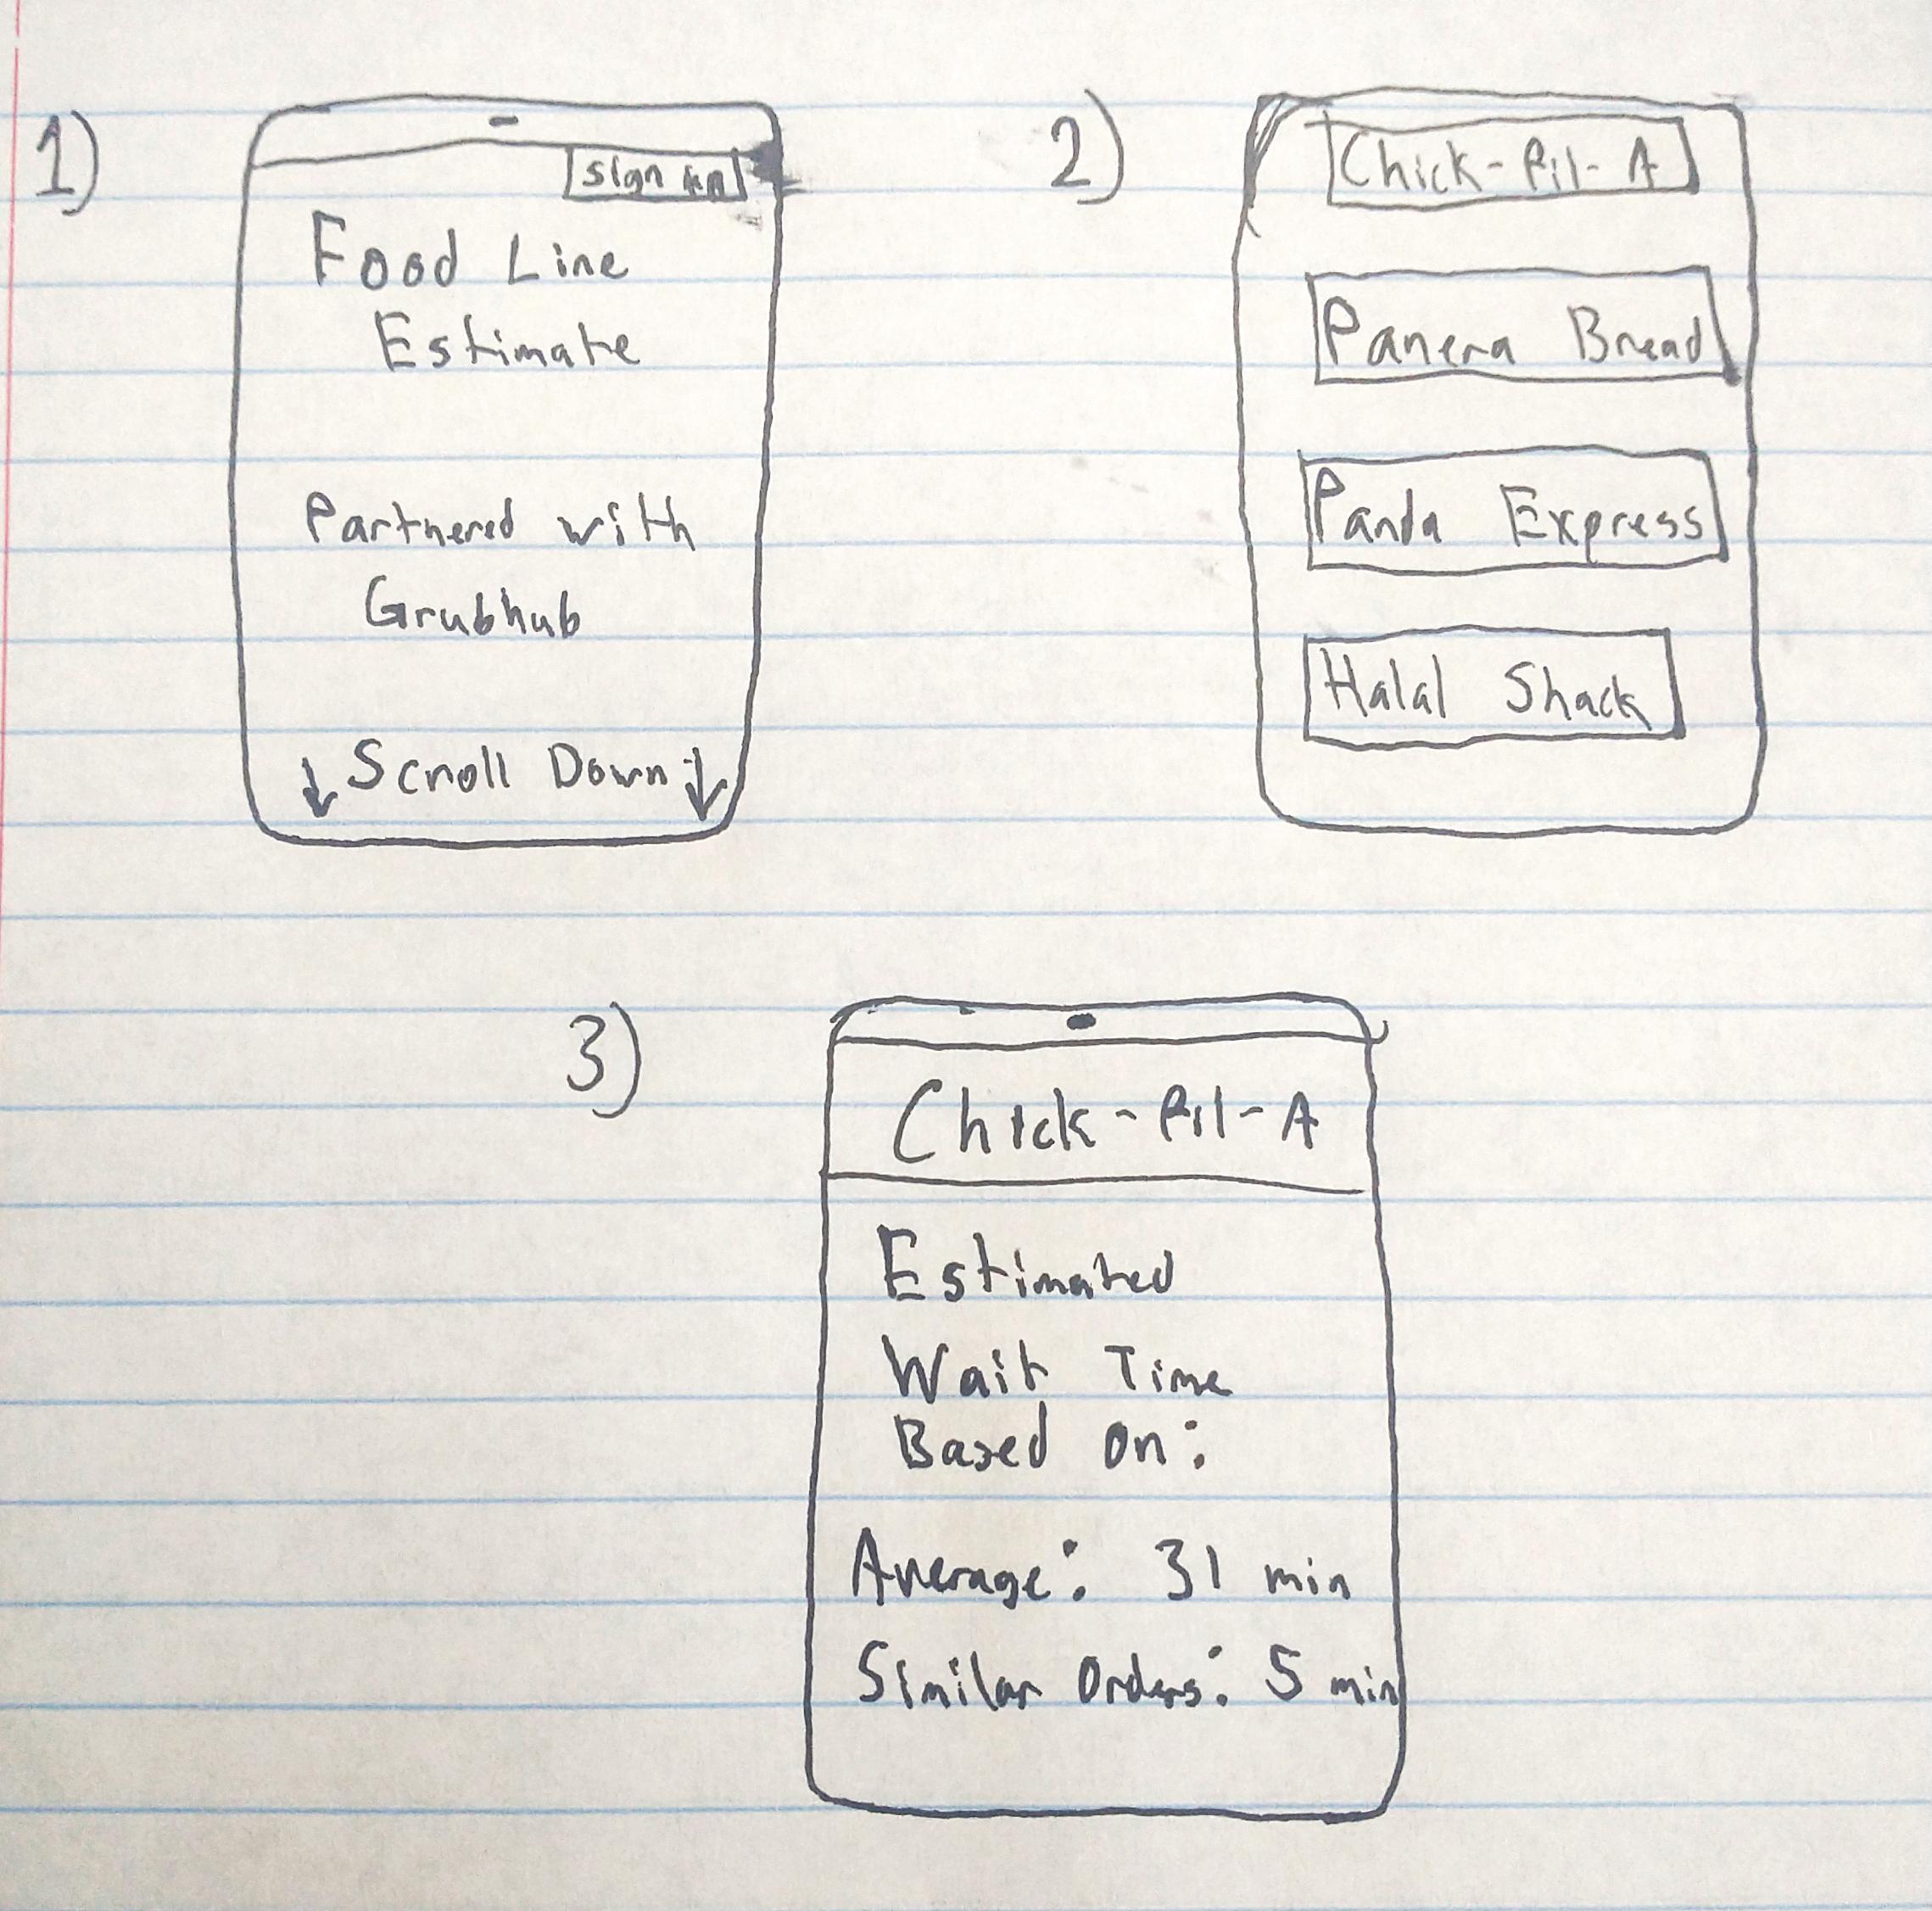 1)
sign in
Food Line
Estimate
Partnered with
Grubhub
↓ Scroll Down ↓
2)
Chick-fil-A
Panera Bread
Panda Express
Halal Shack
3)
Chick-fil-A
Estimated
Wait Time
Based on:
Average: 31 min
Similar Orders: 5 min